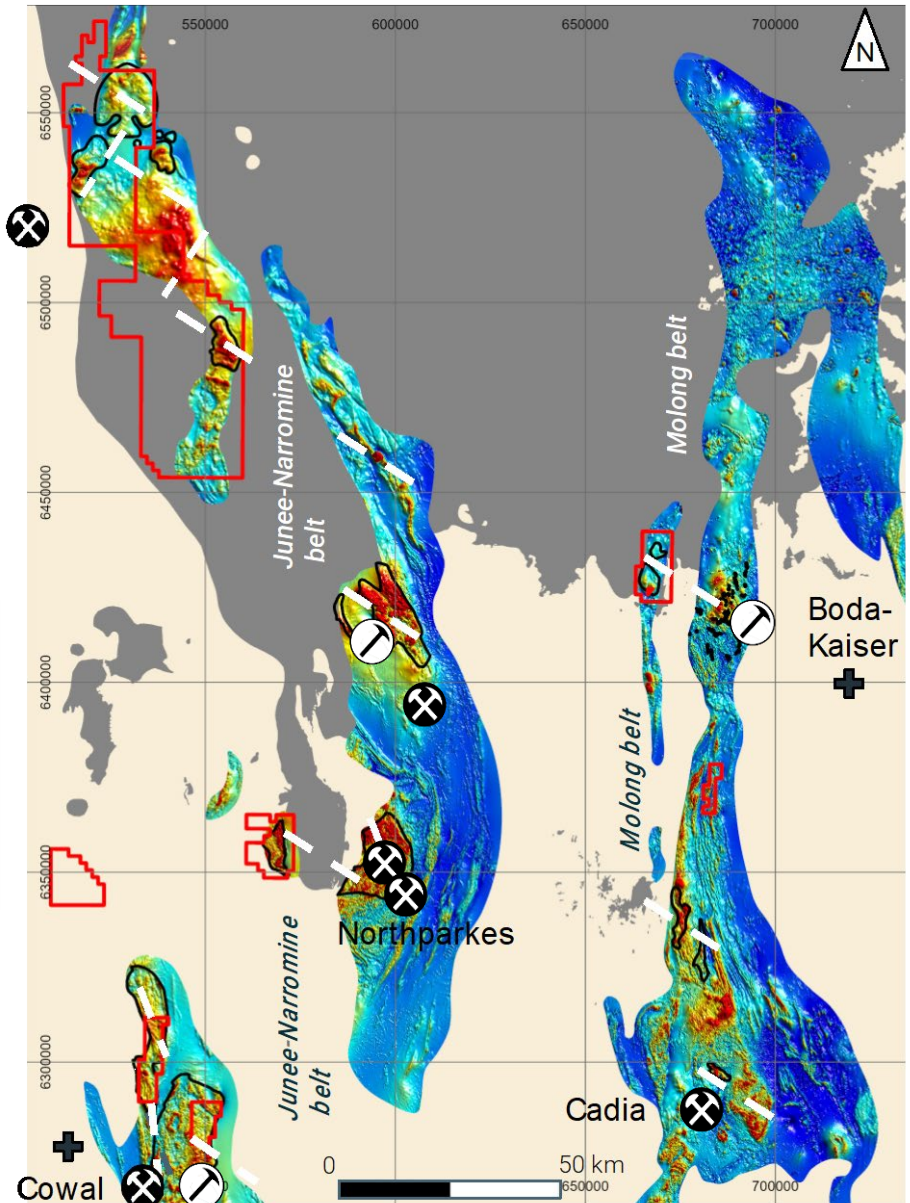 550000
600000
650000
700000
N
6550000
6500000
6450000
6400000
6350000
6300000
Junee-Narromine
belt
Molong belt
Boda-
Kaiser
Molong belt
Northparkes
Junee-Narromine
belt
Cadia
Cowal
0
50 km
650000
700000